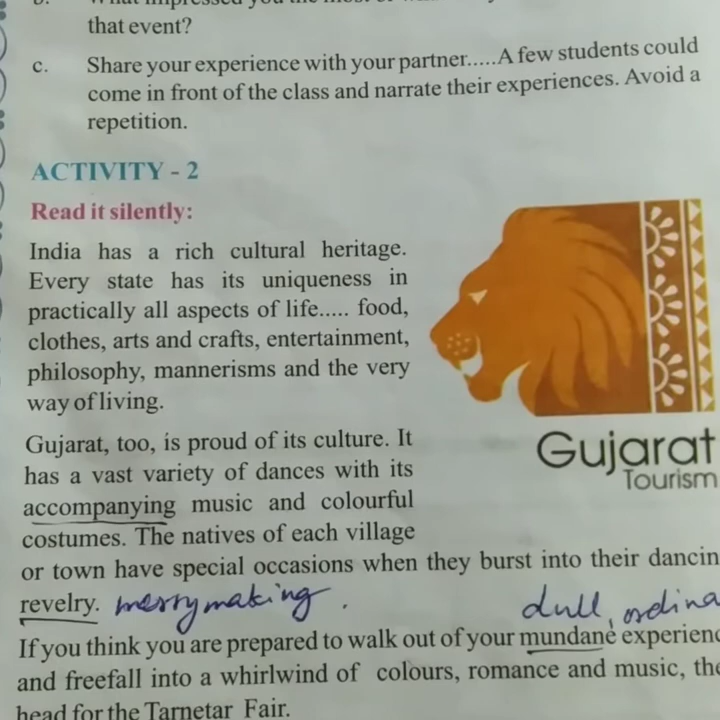 that event?
c. Share your experience with your partner.....A few students could
come in front of the class and narrate their experiences. Avoid a
repetition.
ACTIVITY - 2
Read it silently:
India has a rich cultural heritage.
Every state has its uniqueness in
practically all aspects of life..... food,
clothes, arts and crafts, entertainment,
philosophy, mannerisms and the very
way of living.
Gujarat
Tourism
Gujarat, too, is proud of its culture. It
has a vast variety of dances with its
accompanying music and colourful
costumes. The natives of each village
or town have special occasions when they burst into their dancin
revelry. merrymaking. dull, ordina
If you think you are prepared to walk out of your mundane experienc
and freefall into a whirlwind of colours, romance and music, the
head for the Tarnetar Fair.